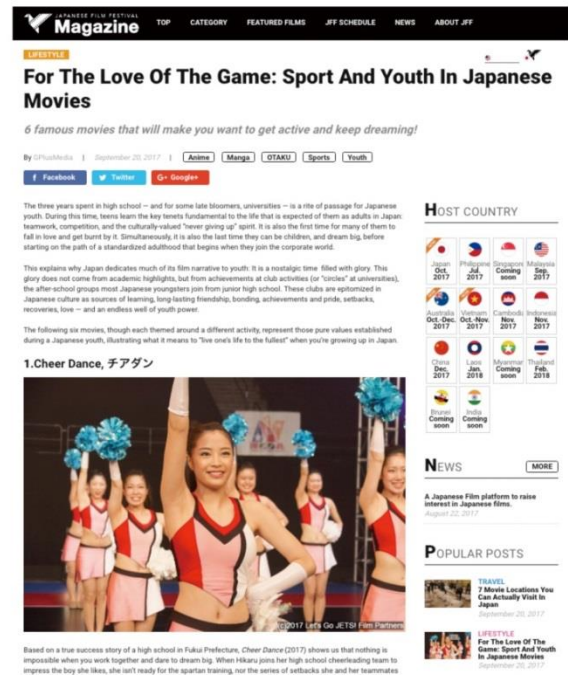 JAPANESE FILM FESTIVAL
Magazine
TOP CATEGORY FEATURED FILMS JFF SCHEDULE NEWS ABOUT JFF
LIFESTYLE
For The Love Of The Game: Sport And Youth In Japanese
Movies
6 famous movies that will make you want to get active and keep dreaming!
By GPlusMedia | September 20, 2017 | Anime Manga OTAKU Sports Youth
f Facebook Twitter G+ Google+
The three years spent in high school — and for some late bloomers, universities — is a rite of passage for Japanese
youth. During this time, teens learn the key tenets fundamental to the life that is expected of them as adults in Japan:
teamwork, competition, and the culturally-valued "never giving up" spirit. It is also the first time for many of them to
fall in love and get burnt by it. Simultaneously, it is also the last time they can be children, and dream big, before
starting on the path of a standardized adulthood that begins when they join the corporate world.
This explains why Japan dedicates much of its film narrative to youth: It is a nostalgic time filled with glory. This
glory does not come from academic highlights, but from achievements at club activities (or "circles" at universities),
the after-school groups most Japanese youngsters join from junior high school. These clubs are epitomized in
Japanese culture as sources of learning, long-lasting friendship, bonding, achievements and pride, setbacks,
recoveries, love — and an endless well of youth power.
The following six movies, though each themed around a different activity, represent those pure values established
during a Japanese youth, illustrating what it means to "live one's life to the fullest" when you're growing up in Japan.
1.Cheer Dance, チアダン
(c)2017 Let's Go JETS! Film Partners
Based on a true success story of a high school in Fukui Prefecture, Cheer Dance (2017) shows us that nothing is
impossible when you work together and dare to dream big. When Hikaru joins her high school cheerleading team to
impress the boy she likes, she isn't ready for the spartan training, nor the series of setbacks she and her teammates
HOST COUNTRY
Japan Philippine Singapore Malaysia
Oct. Jul. Coming Sep.
2017 2017 soon 2017
Australia Vietnam Cambodia Indonesia
Oct.-Dec. Oct.-Nov. Nov. Nov.
2017 2017 2017 2017
China Laos Myanmar Thailand
Dec. Jan. Coming Feb.
2017 2018 soon 2018
Brunei India
Coming Coming
soon soon
NEWS MORE
A Japanese Film platform to raise
interest in Japanese films.
August 22, 2017
POPULAR POSTS
TRAVEL
7 Movie Locations You
Can Actually Visit In
Japan
September 20, 2017
LIFESTYLE
For The Love Of The
Game: Sport And Youth
In Japanese Movies
September 20, 2017